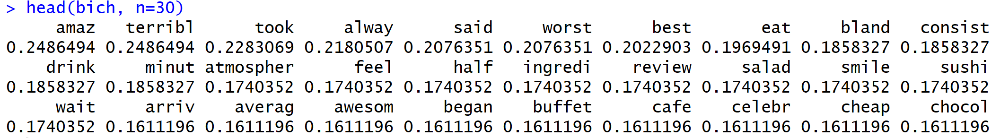 > head(bich, n=30)
amaz terribl took alway said worst best eat bland consist
0.2486494 0.2486494 0.2283069 0.2180507 0.2076351 0.2076351 0.2022903 0.1969491 0.1858327 0.1858327
drink minut atmospher feel half ingredi review salad smile sushi
0.1858327 0.1858327 0.1740352 0.1740352 0.1740352 0.1740352 0.1740352 0.1740352 0.1740352 0.1740352
wait arriv averag awesom began buffet cafe celebr cheap chocol
0.1740352 0.1611196 0.1611196 0.1611196 0.1611196 0.1611196 0.1611196 0.1611196 0.1611196 0.1611196